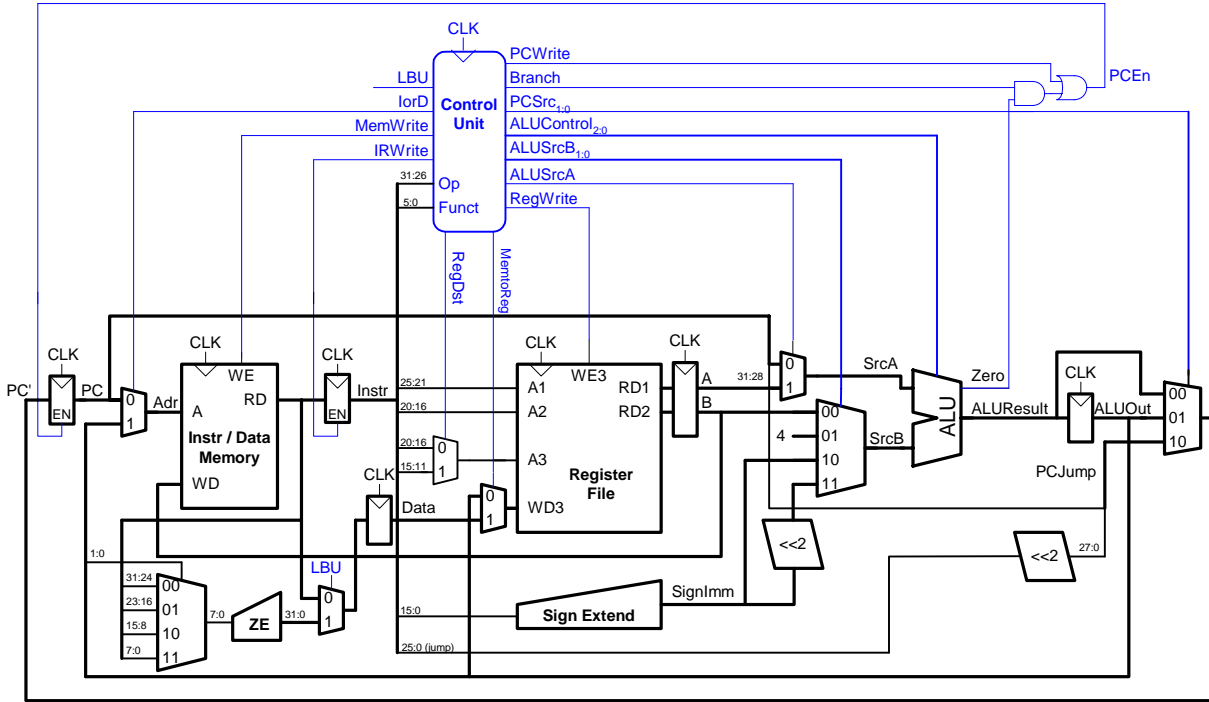 CLK
PCWrite
LBU
Branch
PCEn
IorD
Control
Unit
PCSrc1:0
MemWrite
ALUControl2:0
IRWrite
ALUSrcB1:0
31:26
Op
ALUSrcA
5:0
Funct
RegWrite
RegDst
MemtoReg
CLK
CLK
CLK
CLK
CLK
CLK
PC'
PC
EN
0
1
Adr
WE
A
RD
Instr / Data
Memory
WD
EN
Instr
25:21
20:16
20:16
15:11
0
1
A1
A2
A3
WD3
WE3
RD1
RD2
Register
File
A
B
31:28
0
1
SrcA
00
01
10
11
4
SrcB
ALU
Zero
ALUResult
ALUOut
00
01
10
PCJump
CLK
Data
0
1
<<2
<<2
27:0
1:0
31:24
23:16
15:8
7:0
00
01
10
11
7:0
ZE
31:0
LBU
0
1
15:0
Sign Extend
SignImm
25:0 (jump)